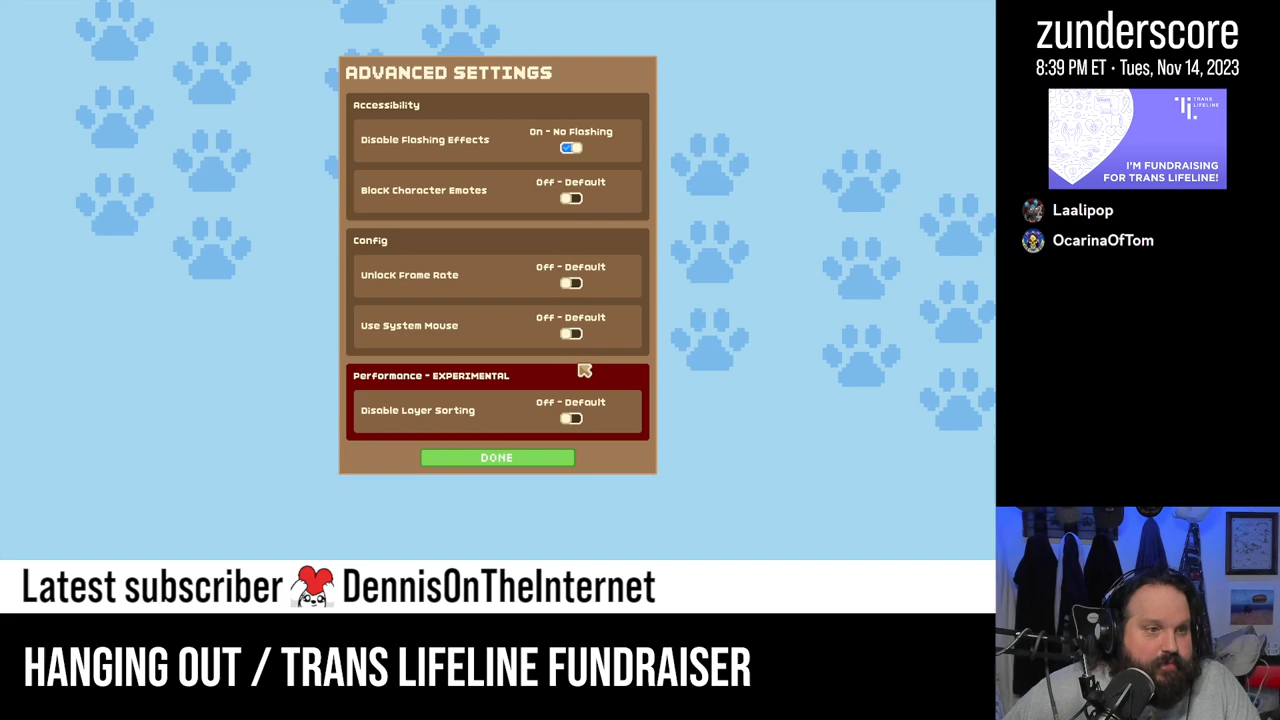 ADVANCED SETTINGS
Accessibility
Disable Flashing Effects
On - No Flashing
Block Character Emotes
Off - Default
Config
Unlock Frame Rate
Off - Default
Use System Mouse
Off - Default
Performance - EXPERIMENTAL
Disable Layer Sorting
Off - Default
DONE
zunderscore
8:39 PM ET · Tues, Nov 14, 2023
TRANS
LIFELINE
I'M FUNDRAISING
FOR TRANS LIFELINE!
Laalipop
OcarinaOfTom
Latest subscriber DennisOnTheInternet
HANGING OUT / TRANS LIFELINE FUNDRAISER